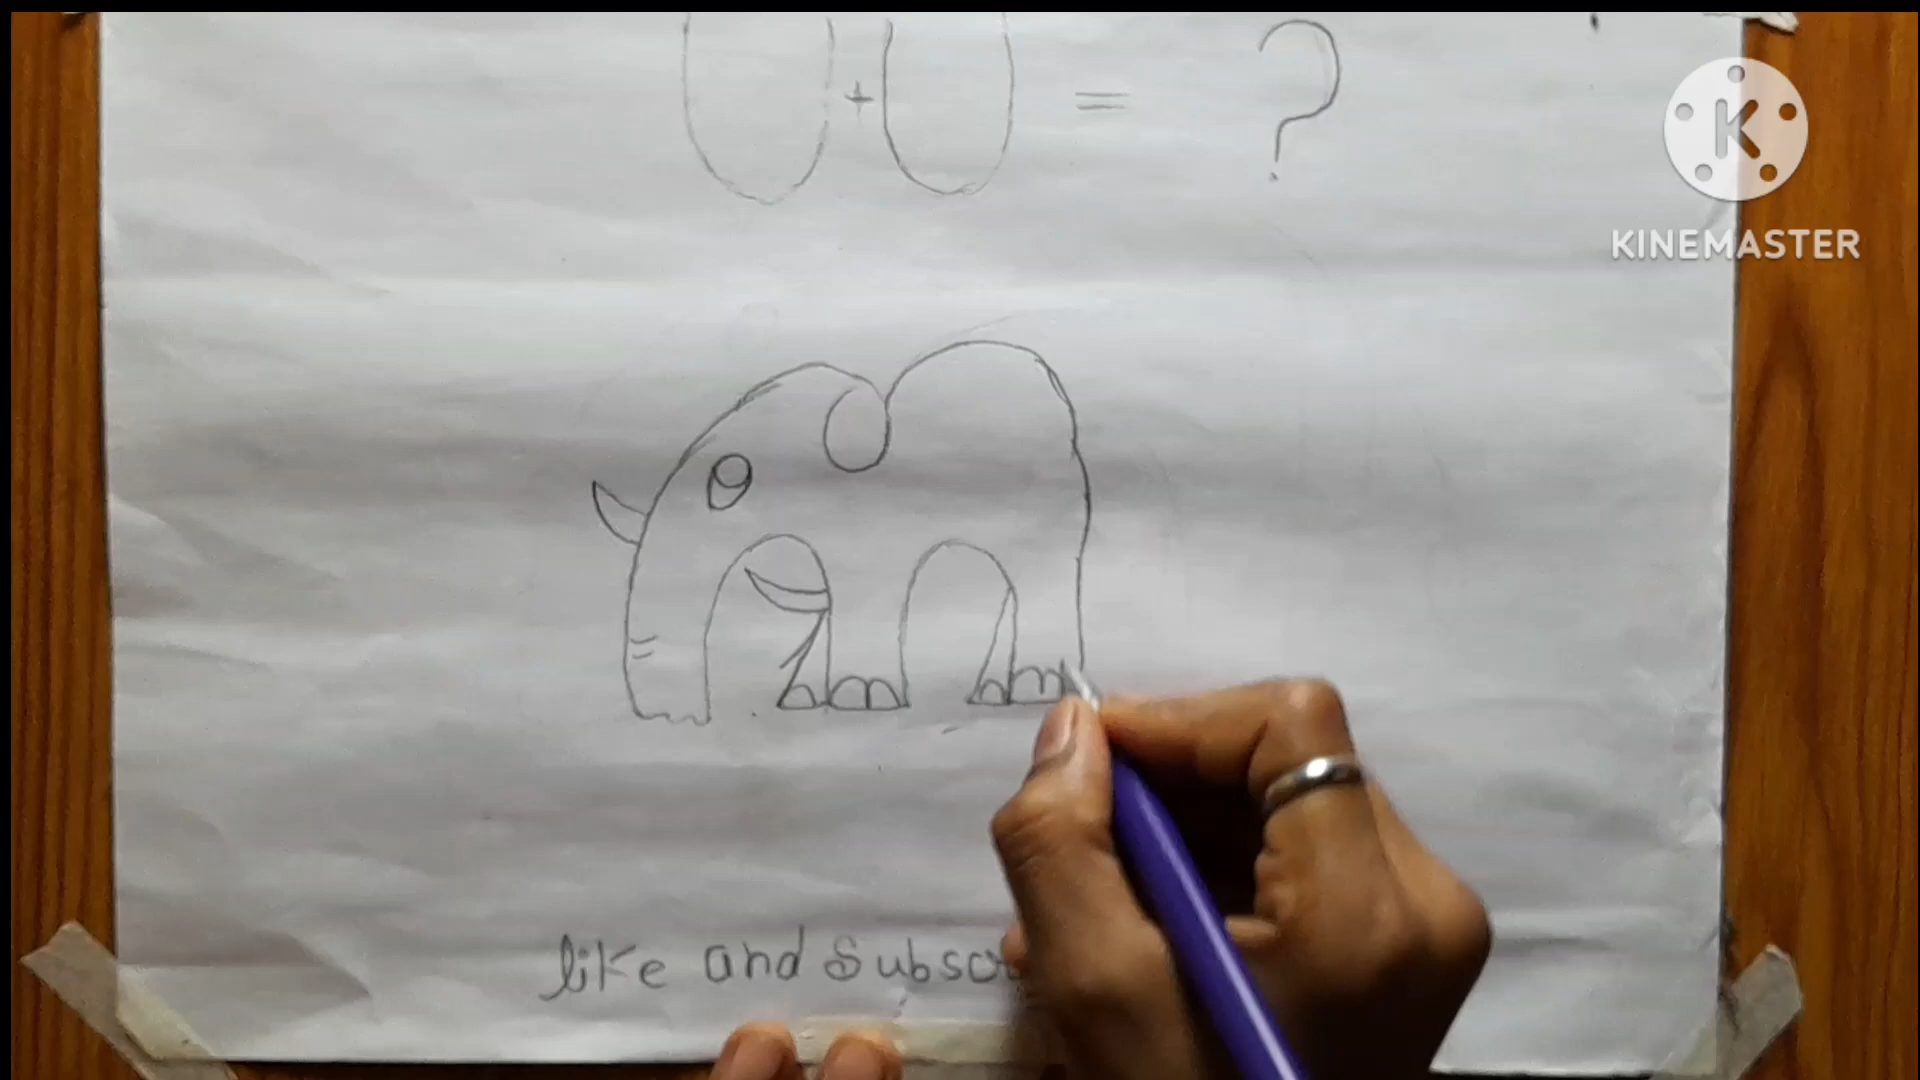 U + U = ?
K
KINEMASTER
like and Subsc